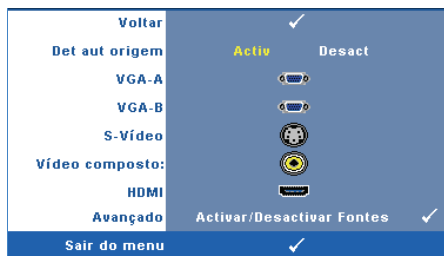 Voltar
Det aut origem Activ Desact
VGA-A
VGA-B
S-Vídeo
Vídeo composto:
HDMI
Avançado Activar/Desactivar Fontes
Sair do menu